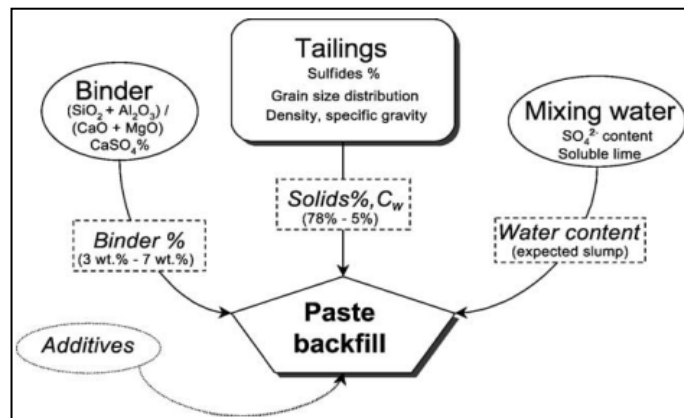 Tailings
Sulfides %
Grain size distribution
Density, specific gravity
Binder
(SiO₂ + Al₂O₃) /
(CaO + MgO)
CaSO₄%
Mixing water
SO₄²⁻ content
Soluble lime
Solids%, C_w
(78% - 5%)
Binder %
(3 wt.% - 7 wt.%)
Water content
(expected slump)
Paste
backfill
Additives